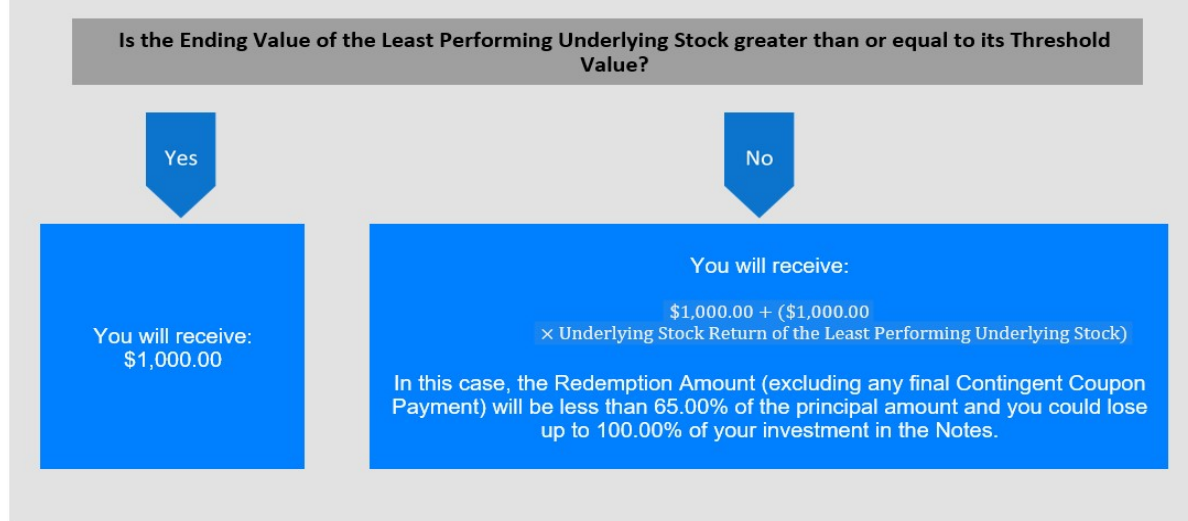 Is the Ending Value of the Least Performing Underlying Stock greater than or equal to its Threshold
Value?
Yes
No
You will receive:
$1,000.00
You will receive:
$1,000.00 + ($1,000.00
× Underlying Stock Return of the Least Performing Underlying Stock)
In this case, the Redemption Amount (excluding any final Contingent Coupon
Payment) will be less than 65.00% of the principal amount and you could lose
up to 100.00% of your investment in the Notes.